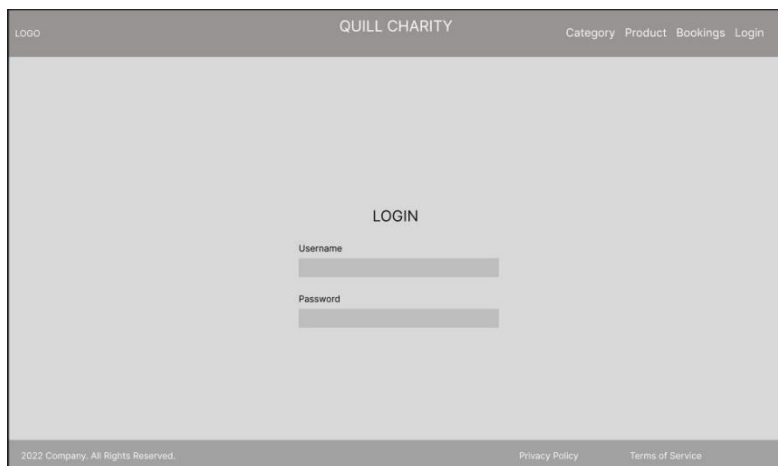 LOGO
QUILL CHARITY
Category Product Bookings Login
LOGIN
Username
Password
2022 Company. All Rights Reserved.
Privacy Policy
Terms of Service